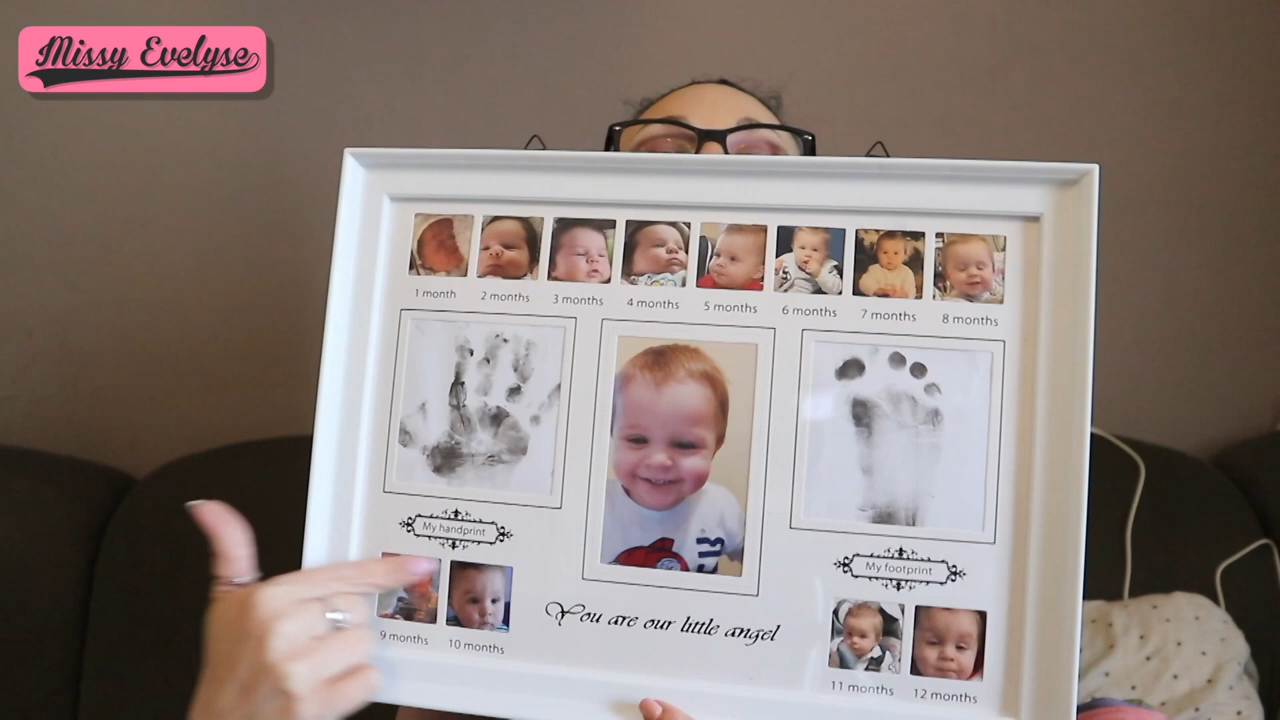 Missy Evelyse
1 month
2 months
3 months
4 months
5 months
6 months
7 months
8 months
My handprint
My footprint
9 months
10 months
You are our little angel
11 months
12 months